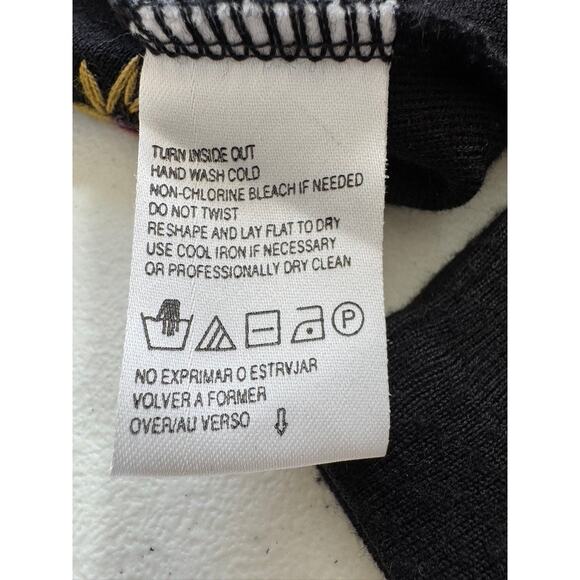 TURN INSIDE OUT
HAND WASH COLD
NON-CHLORINE BLEACH IF NEEDED
DO NOT TWIST
RESHAPE AND LAY FLAT TO DRY
USE COOL IRON IF NECESSARY
OR PROFESSIONALLY DRY CLEAN
P
NO EXPRIMAR O ESTRVJAR
VOLVER A FORMER
OVER/AU VERSO